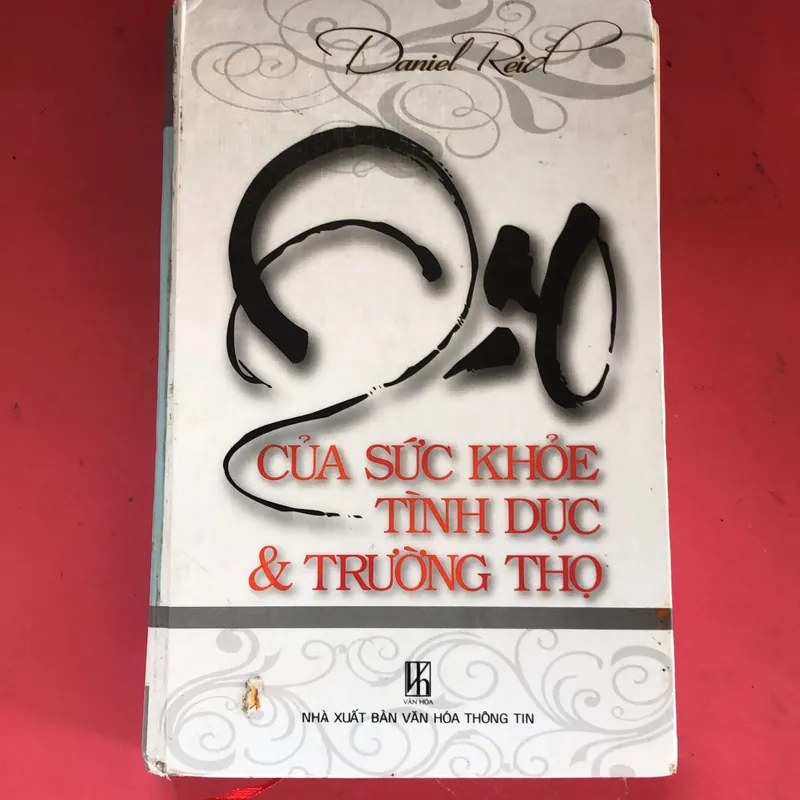 Daniel Reid
Đạo
CỦA SỨC KHỎE
TÌNH DỤC
& TRƯỜNG THỌ
VĂN HÓA
NHÀ XUẤT BẢN VĂN HÓA THÔNG TIN